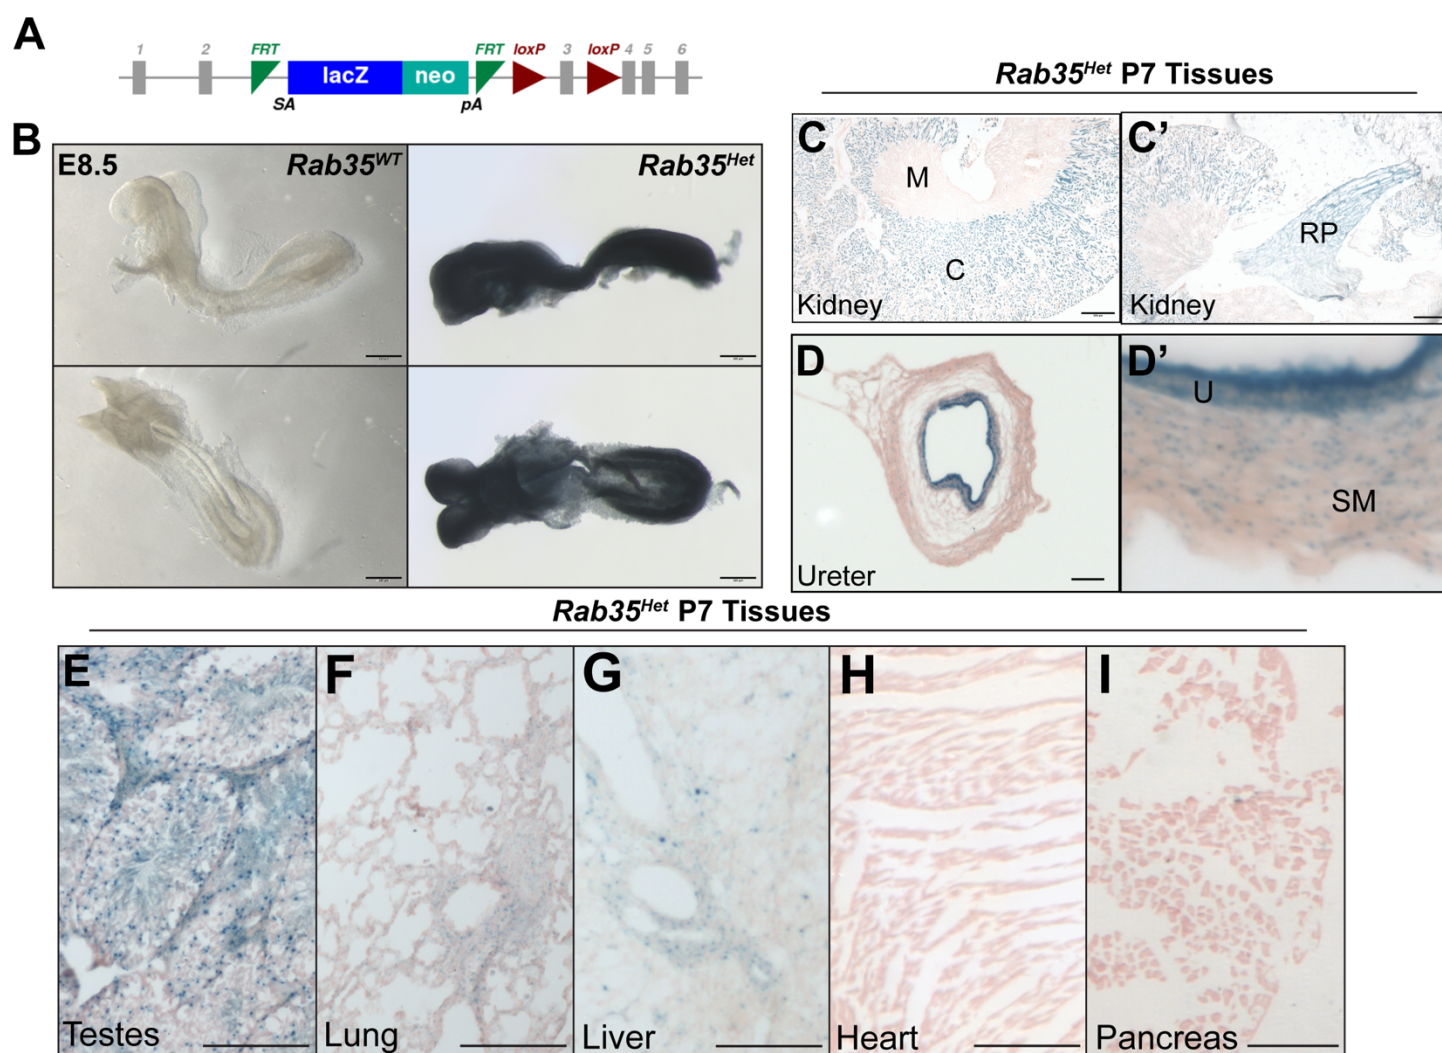 A
1 2 FRT lacZ neo FRT loxP 3 loxP 4 5 6
SA pA
B
E8.5 Rab35WT Rab35Het
Rab35Het P7 Tissues
C
M
C
Kidney
C'
RP
Kidney
D
Ureter
D'
U
SM
Rab35Het P7 Tissues
E F G H I
Testes Lung Liver Heart Pancreas